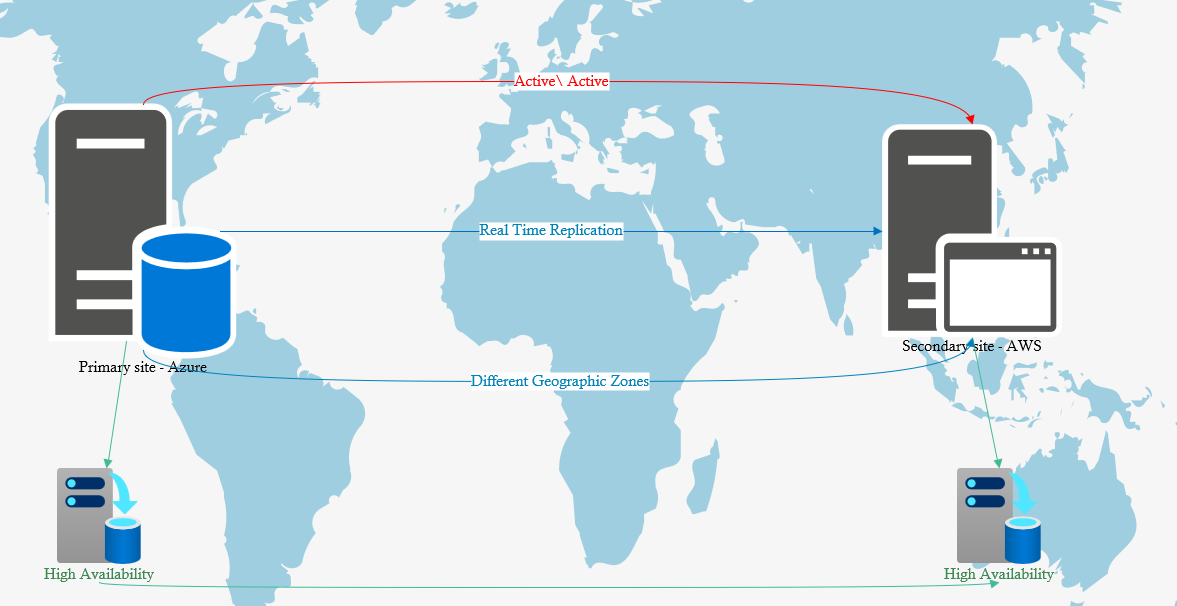 Active\ Active
Real Time Replication
Secondary site - AWS
Primary site - Azure
Different Geographic Zones
High Availability
High Availability